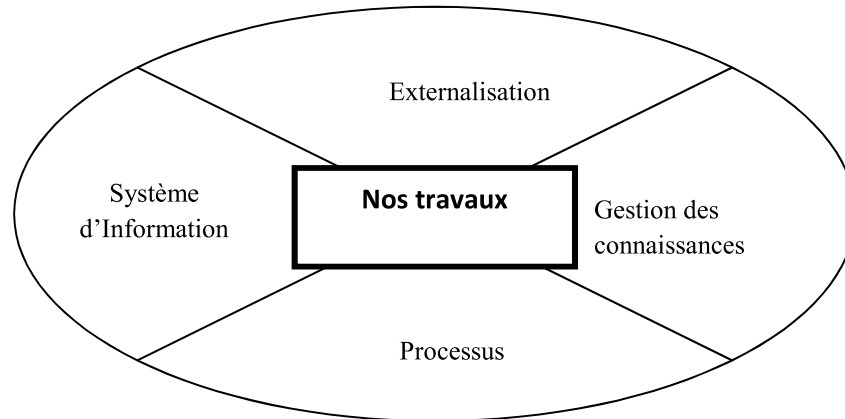 Externalisation
Système
d’Information
Nos travaux
Gestion des
connaissances
Processus